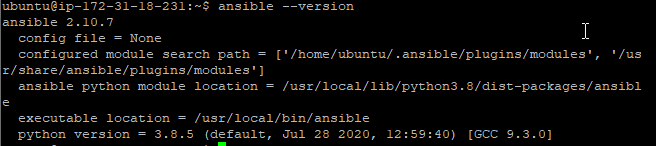 ubuntu@ip-172-31-18-231:~$ ansible --version
ansible 2.10.7
  config file = None
  configured module search path = ['/home/ubuntu/.ansible/plugins/modules', '/us
r/share/ansible/plugins/modules']
  ansible python module location = /usr/local/lib/python3.8/dist-packages/ansibl
e
  executable location = /usr/local/bin/ansible
  python version = 3.8.5 (default, Jul 28 2020, 12:59:40) [GCC 9.3.0]